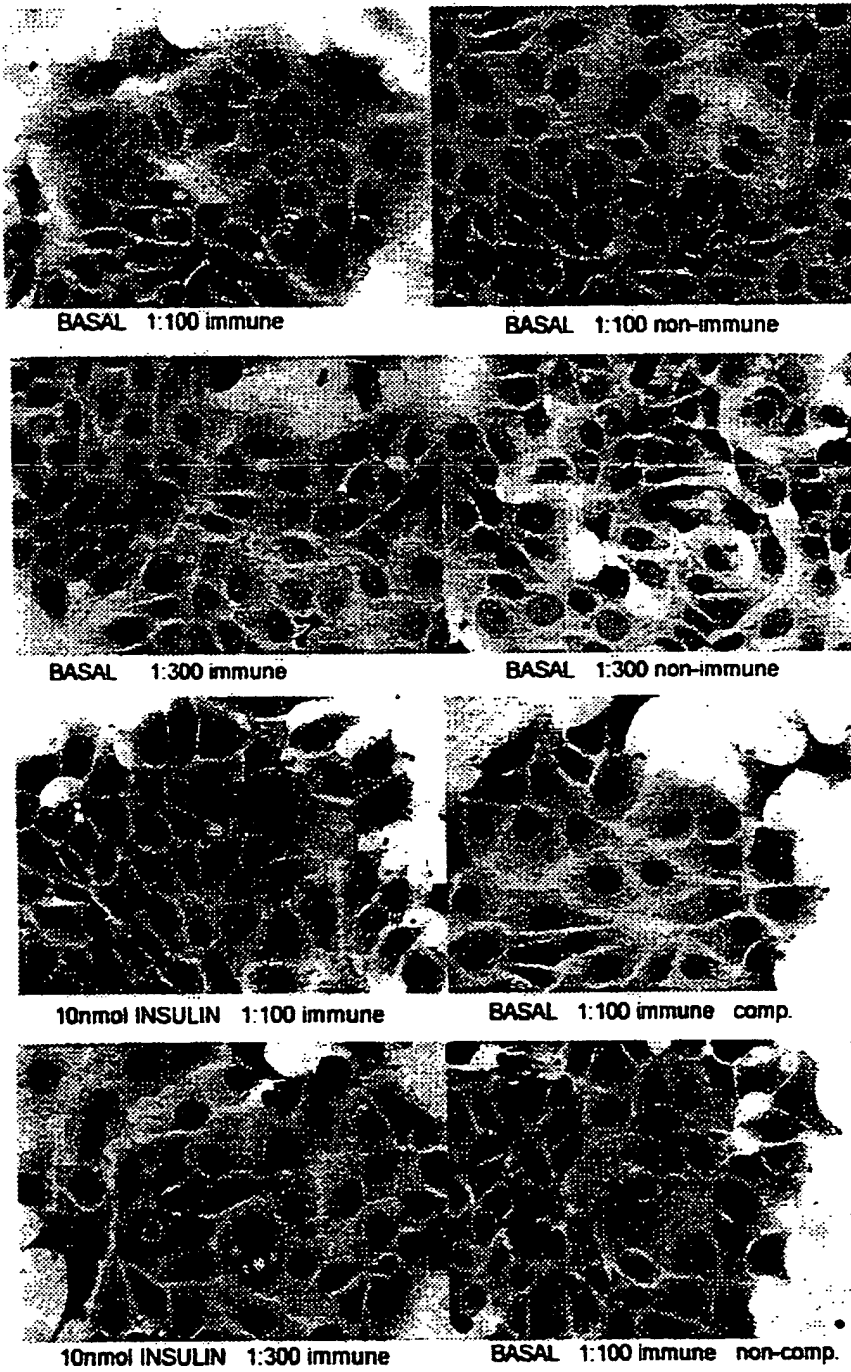 BASAL 1:100 immune
BASAL 1:100 non-immune
BASAL 1:300 immune
BASAL 1:300 non-immune
10nmol INSULIN 1:100 immune
BASAL 1:100 immune comp.
10nmol INSULIN 1:300 immune
BASAL 1:100 immune non-comp.